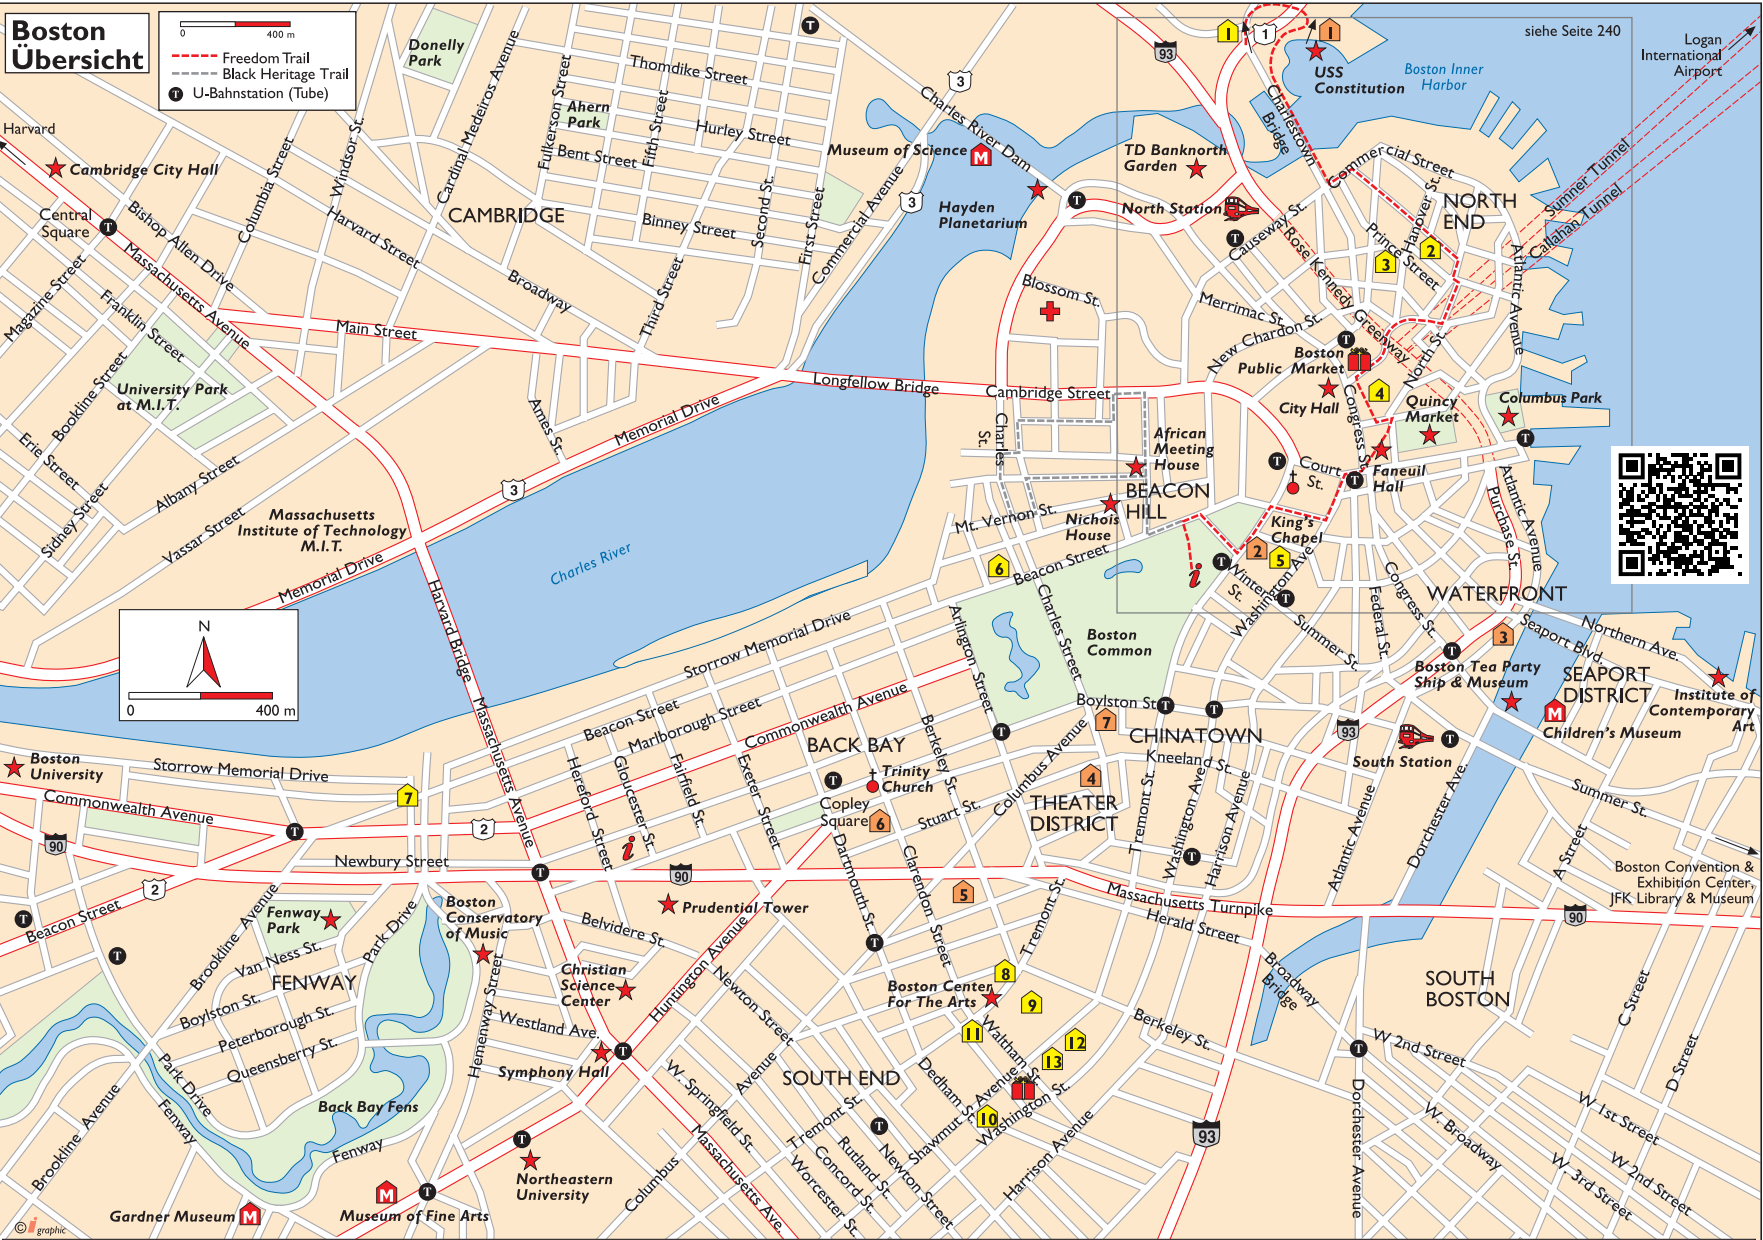 Boston
Übersicht
0 400 m
Freedom Trail
Black Heritage Trail
T U-Bahnstation (Tube)
siehe Seite 240
Logan
International
Airport
Boston Inner
Harbor
USS
Constitution
Charlestown
Bridge
Donelly
Park
Cardinal Medeiros Avenue
Fulkerson Street
Thorndike Street
Ahern
Park
Fifth Street
Hurley Street
Bent Street
Charles River Dam
Museum of Science
Hayden
Planetarium
TD Banknorth
Garden
North Station
Commercial Street
Hanover St.
NORTH
END
Sumner Tunnel
Callahan Tunnel
Harvard
Cambridge City Hall
Central
Square
Columbia Street
Windsor St.
Bishop Allen Drive
Harvard Street
CAMBRIDGE
Binney Street
Second St.
First Street
Commercial Avenue
Third Street
Broadway
Magazine Street
Franklin Street
Massachusetts Avenue
Main Street
Causeway St.
Prince Street
Rose Kennedy Greenway
Atlantic Avenue
Blossom St.
Merrimac St.
New Chardon St.
Boston
Public Market
North St.
City Hall
Congress St.
Quincy
Market
Columbus Park
University Park
at M.I.T.
Bookline Street
Erie Street
Sidney Street
Albany Street
Vassar Street
Ames St.
Memorial Drive
Longfellow Bridge
Cambridge Street
Charles
St.
African
Meeting
House
BEACON
HILL
Court
St.
Faneuil
Hall
Massachusetts
Institute of Technology
M.I.T.
Memorial Drive
Charles River
Mt. Vernon St.
Nichols
House
King's
Chapel
Purchase St.
Atlantic Avenue
Beacon Street
Winter
St.
Washington Ave.
Harvard Bridge
N
0 400 m
Storrow Memorial Drive
Arlington Street
Charles Street
Boston
Common
Summer St.
Federal St.
Congress St.
WATERFRONT
Seaport Blvd.
Northern Ave.
Boston Tea Party
Ship & Museum
SEAPORT
DISTRICT
Institute of
Contemporary
Art
Children's Museum
Beacon Street
Marlborough Street
Commonwealth Avenue
BACK BAY
Berkeley St.
Boylston St.
CHINATOWN
Kneeland St.
South Station
Summer St.
Boston
University
Storrow Memorial Drive
Commonwealth Avenue
Massachusetts Avenue
Hereford Street
Gloucester St.
Fairfield St.
Exeter Street
Trinity
Church
Copley
Square
Stuart St.
Columbus Avenue
THEATER
DISTRICT
Tremont St.
Washington Ave.
Harrison Avenue
Atlantic Avenue
Dorchester Ave.
A Street
Boston Convention &
Exhibition Center,
JFK Library & Museum
Newbury Street
Beacon Street
Brookline Avenue
Fenway
Park
Park Drive
Van Ness St.
FENWAY
Boston
Conservatory
of Music
Belvidere St.
Prudential Tower
Dartmouth St.
Clarendon Street
Tremont St.
Massachusetts Turnpike
Herald Street
Broadway
Bridge
SOUTH
BOSTON
C Street
D Street
Boylston St.
Peterborough St.
Queensberry St.
Hemenway Street
Christian
Science
Center
Westland Ave.
Symphony Hall
Huntington Avenue
Newton Street
Boston Center
For The Arts
Waltham St.
Berkeley St.
W 2nd Street
Park Drive
Fenway
Back Bay Fens
Fenway
Brookline Avenue
SOUTH END
W. Springfield St.
Columbus Avenue
Dedham St.
Shawmut Avenue
Washington St.
Tremont St.
Rutland St.
Concord St.
Worcester St.
Newton Street
Harrison Avenue
Massachusetts Ave.
Dorchester Avenue
W. Broadway
W 1st Street
W 2nd Street
W. 3rd Street
Northeastern
University
Museum of Fine Arts
Gardner Museum
© i graphic